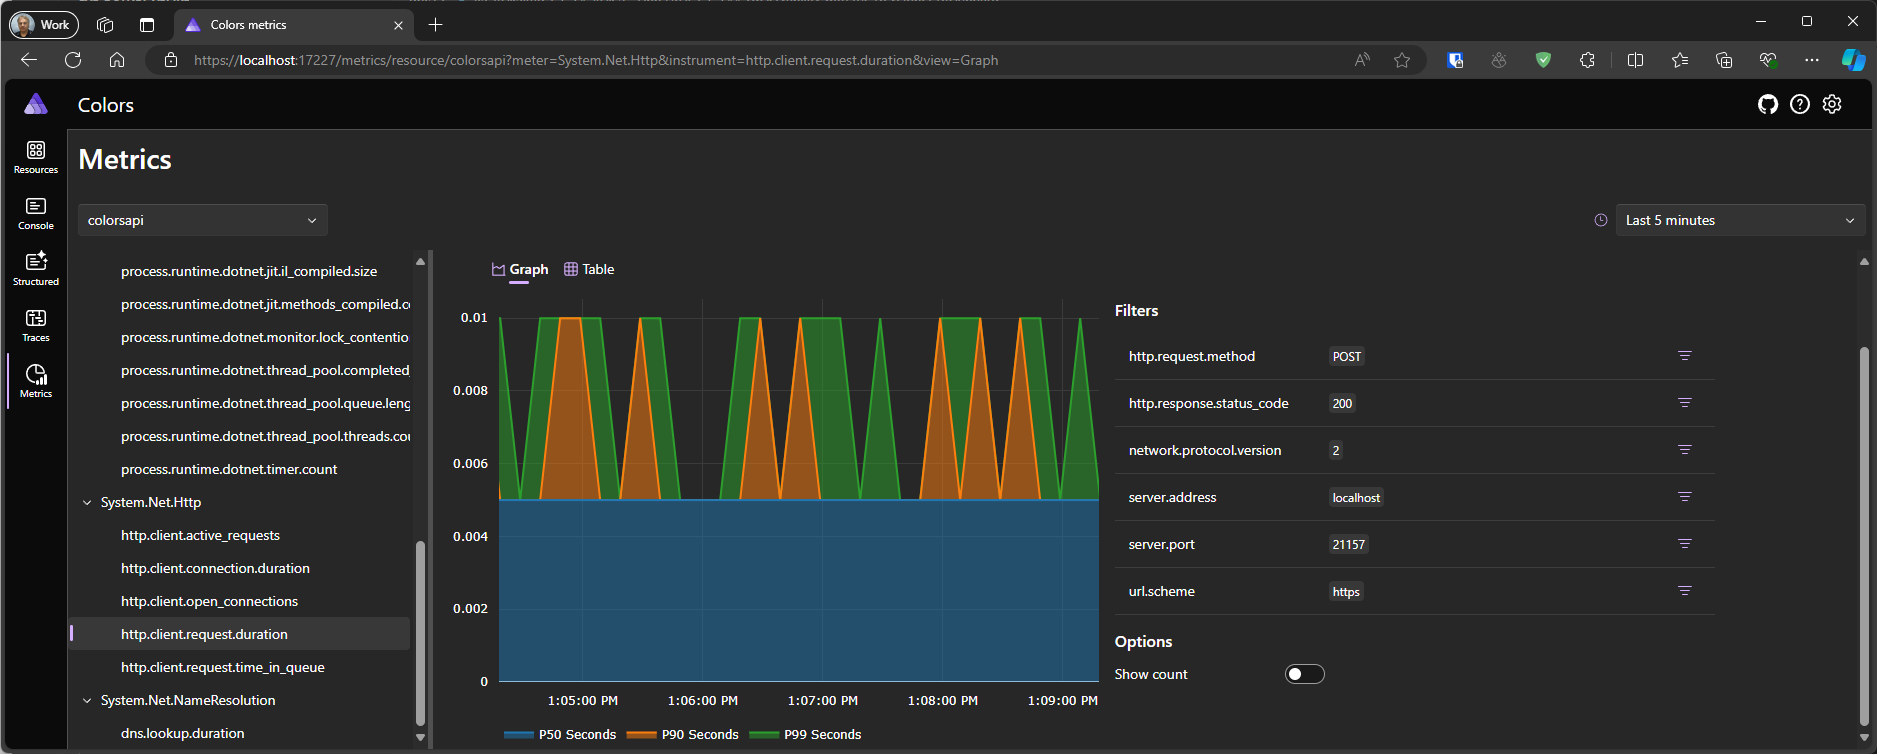 Work
Colors metrics
https://localhost:17227/metrics/resource/colorsapi?meter=System.Net.Http&instrument=http.client.request.duration&view=Graph
Colors
Resources
Console
Structured
Traces
Metrics
Metrics
colorsapi
Last 5 minutes
process.runtime.dotnet.jit.il_compiled.size
process.runtime.dotnet.jit.methods_compiled.co
process.runtime.dotnet.monitor.lock_contentio
process.runtime.dotnet.thread_pool.completed_
process.runtime.dotnet.thread_pool.queue.leng
process.runtime.dotnet.thread_pool.threads.cou
process.runtime.dotnet.timer.count
System.Net.Http
http.client.active_requests
http.client.connection.duration
http.client.open_connections
http.client.request.duration
http.client.request.time_in_queue
System.Net.NameResolution
dns.lookup.duration
Graph Table
0.01
0.008
0.006
0.004
0.002
0
1:05:00 PM 1:06:00 PM 1:07:00 PM 1:08:00 PM 1:09:00 PM
P50 Seconds P90 Seconds P99 Seconds
Filters
http.request.method POST
http.response.status_code 200
network.protocol.version 2
server.address localhost
server.port 21157
url.scheme https
Options
Show count